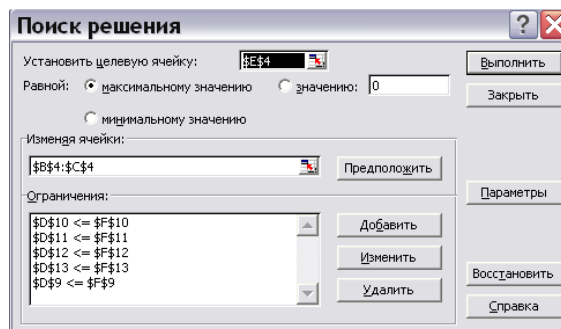 Поиск решения
Установить целевую ячейку: $E$4 Выполнить
Равной: максимальному значению значению: 0 Закрыть
минимальному значению
Изменяя ячейки:
$B$4:$C$4 Предположить
Ограничения: Параметры
$D$10 <= $F$10 Добавить
$D$11 <= $F$11
$D$12 <= $F$12 Изменить
$D$13 <= $F$13 Восстановить
$D$9 <= $F$9 Удалить
Справка